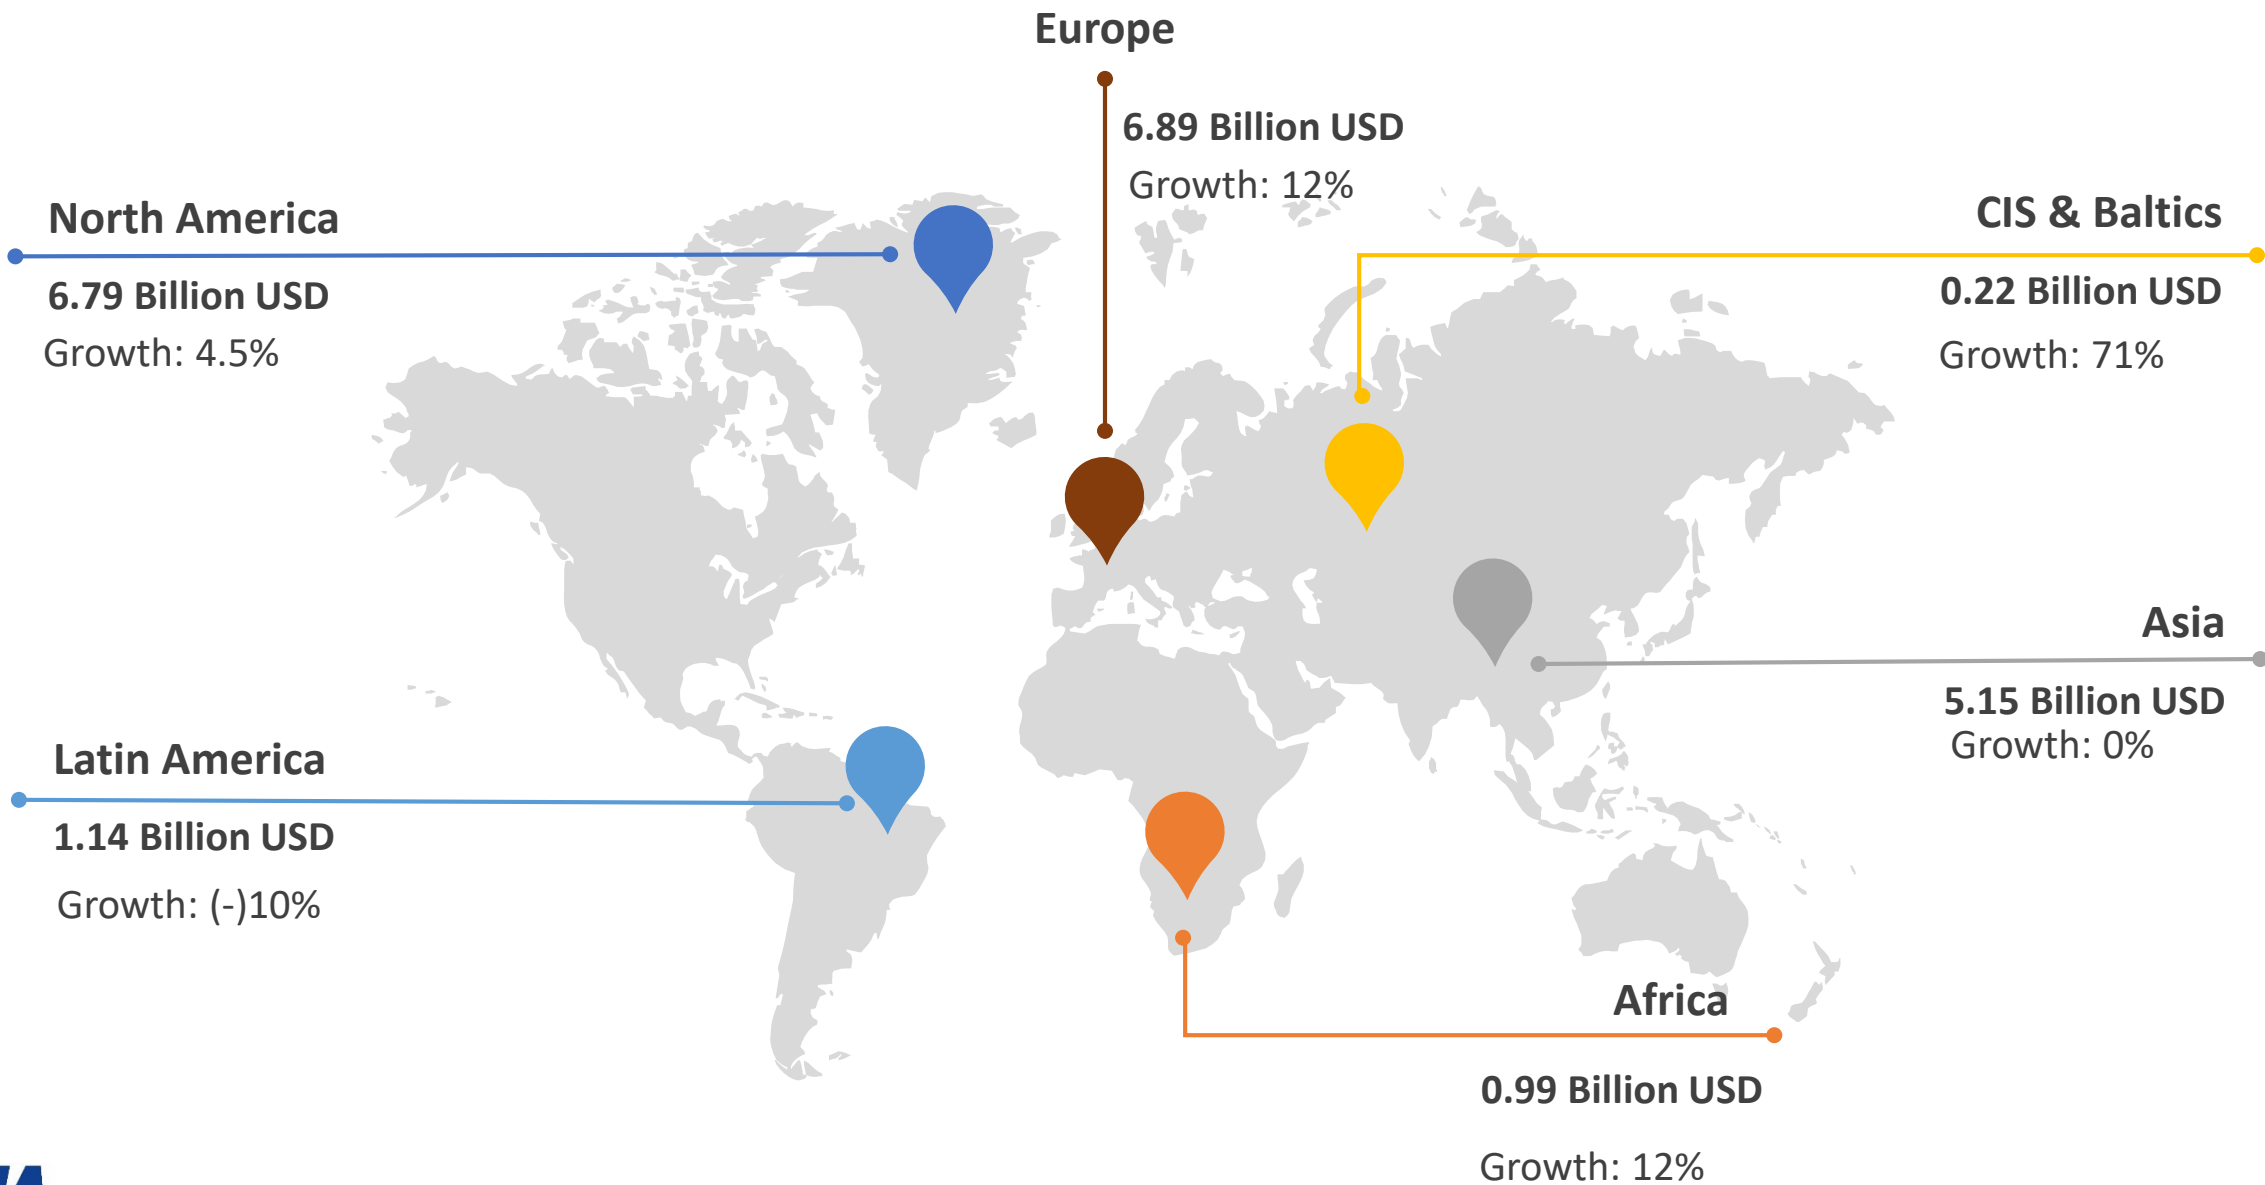 Europe
6.89 Billion USD
Growth: 12%
North America
6.79 Billion USD
Growth: 4.5%
CIS & Baltics
0.22 Billion USD
Growth: 71%
Asia
5.15 Billion USD
Growth: 0%
Latin America
1.14 Billion USD
Growth: (-)10%
Africa
0.99 Billion USD
Growth: 12%